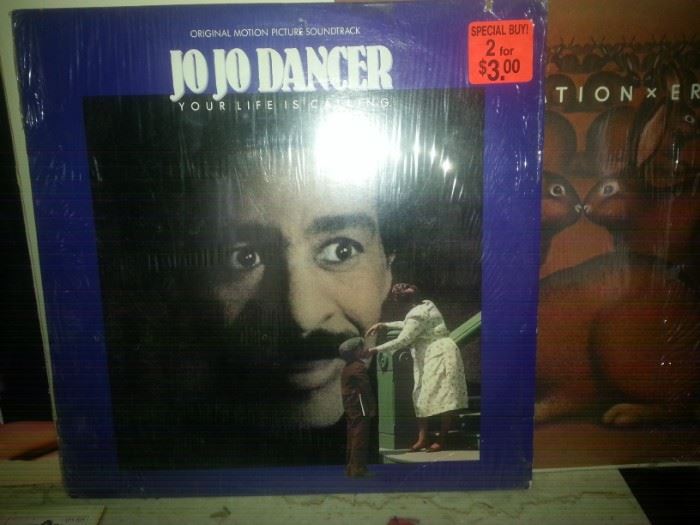 ORIGINAL MOTION PICTURE SOUNDTRACK
JO JO DANCER
YOUR LIFE IS CALLING
SPECIAL BUY!
2 for
$3.00
TION × ER